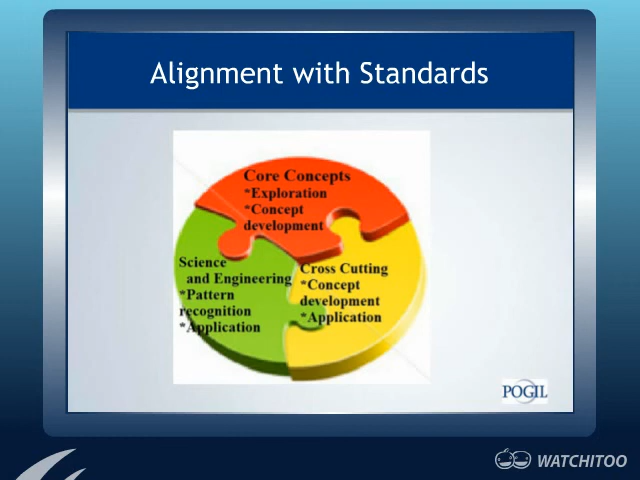 Alignment with Standards
Core Concepts
*Exploration
*Concept
development
Science
and Engineering
*Pattern
recognition
*Application
Cross Cutting
*Concept
development
*Application
POGIL
WATCHITOO